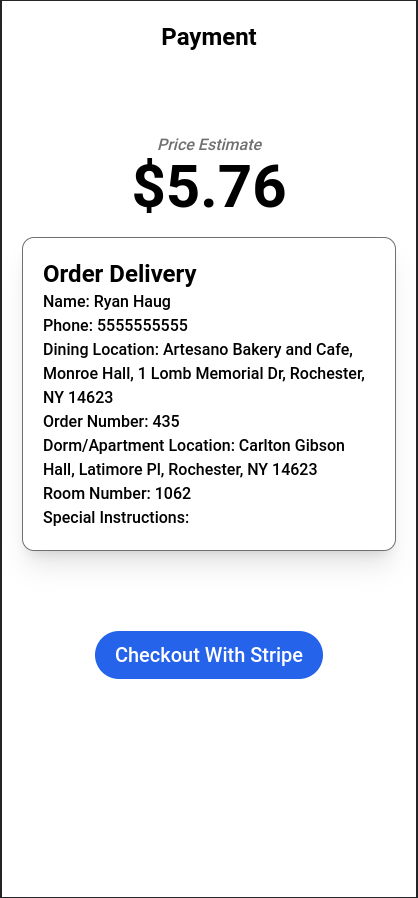 Payment
Price Estimate
$5.76
Order Delivery
Name: Ryan Haug
Phone: 5555555555
Dining Location: Artesano Bakery and Cafe,
Monroe Hall, 1 Lomb Memorial Dr, Rochester,
NY 14623
Order Number: 435
Dorm/Apartment Location: Carlton Gibson
Hall, Latimore Pl, Rochester, NY 14623
Room Number: 1062
Special Instructions:
Checkout With Stripe